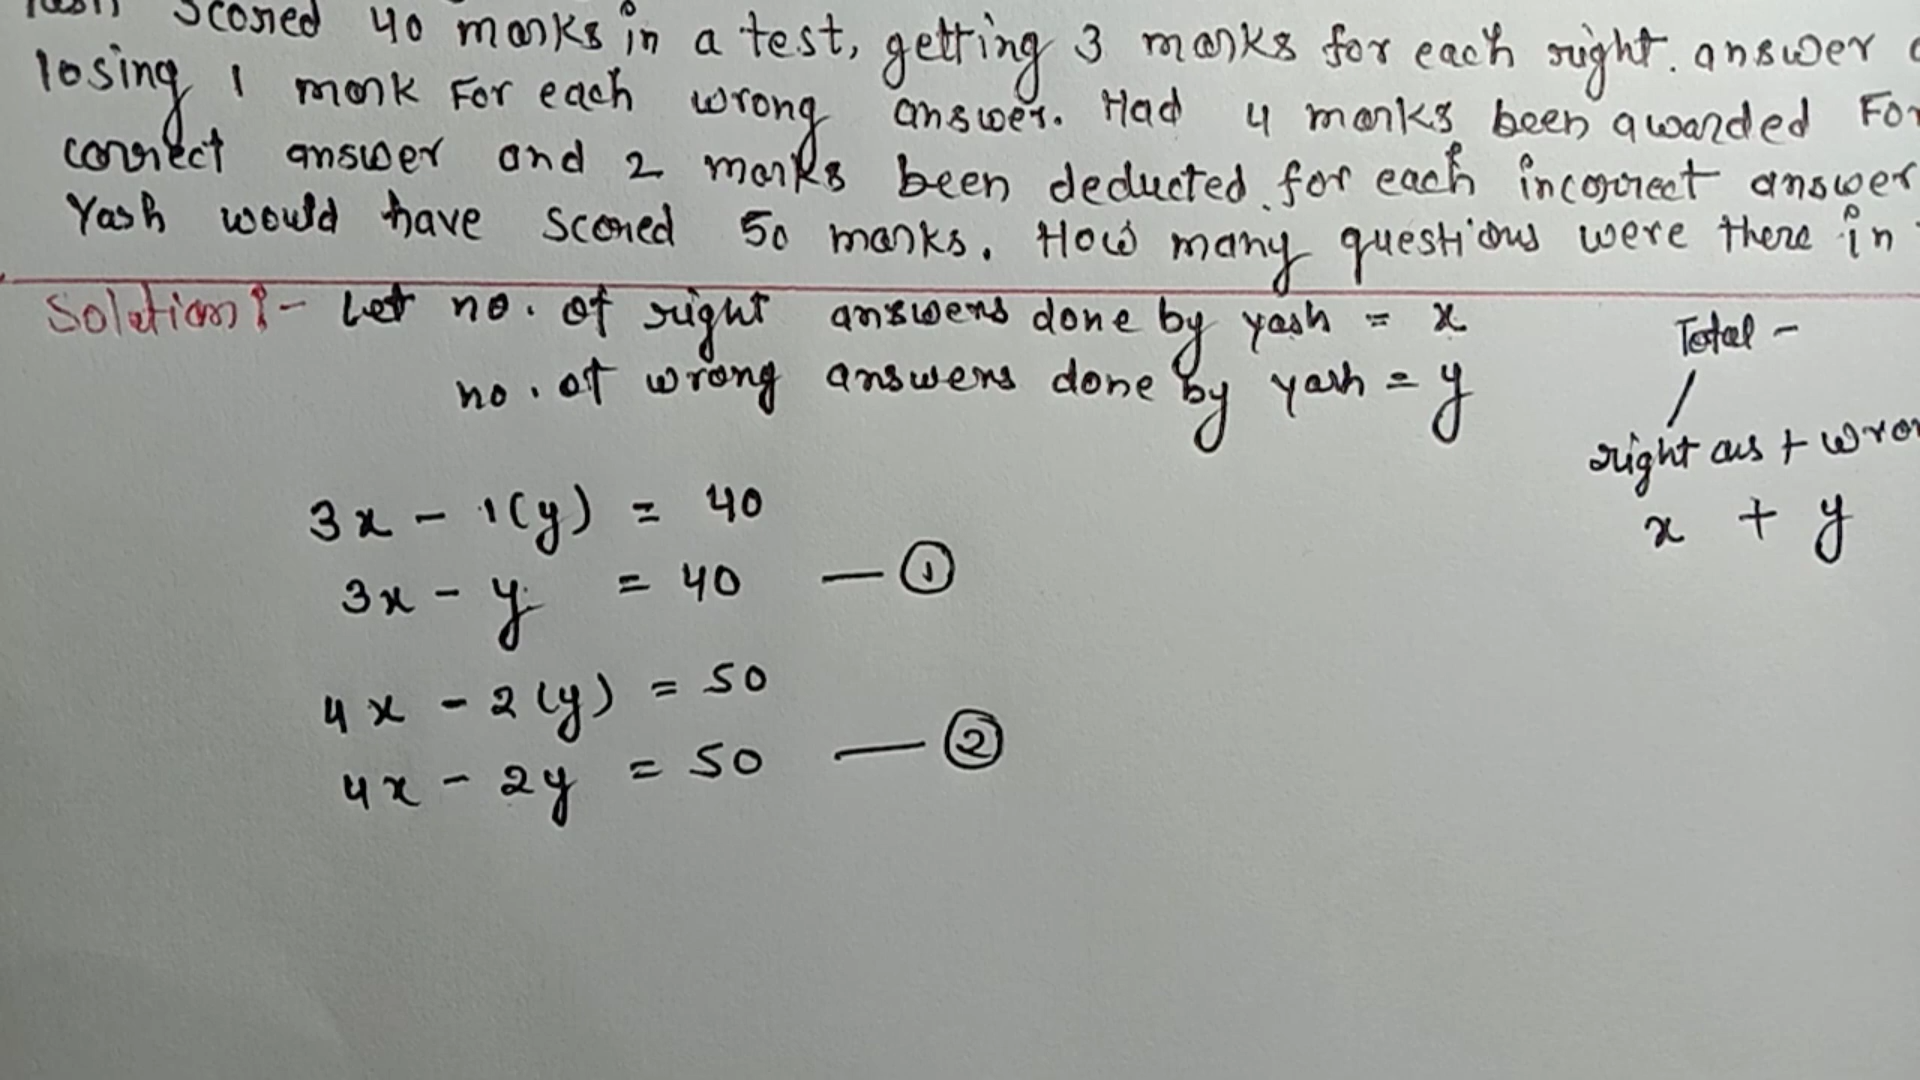 scored 40 marks in a test, getting 3 marks for each right answer
losing 1 mark For each wrong answer. Had 4 marks been awarded For
correct answer and 2 marks been deducted for each incorrect answer
Yash would have scored 50 marks. How many questions were there in
Solution :- Let no. of right answers done by yash = x
no. of wrong answers done by yash = y
Total -
right ans + wron
x + y
3x - 1(y) = 40
3x - y = 40 — ①
4x - 2(y) = 50
4x - 2y = 50 — ②